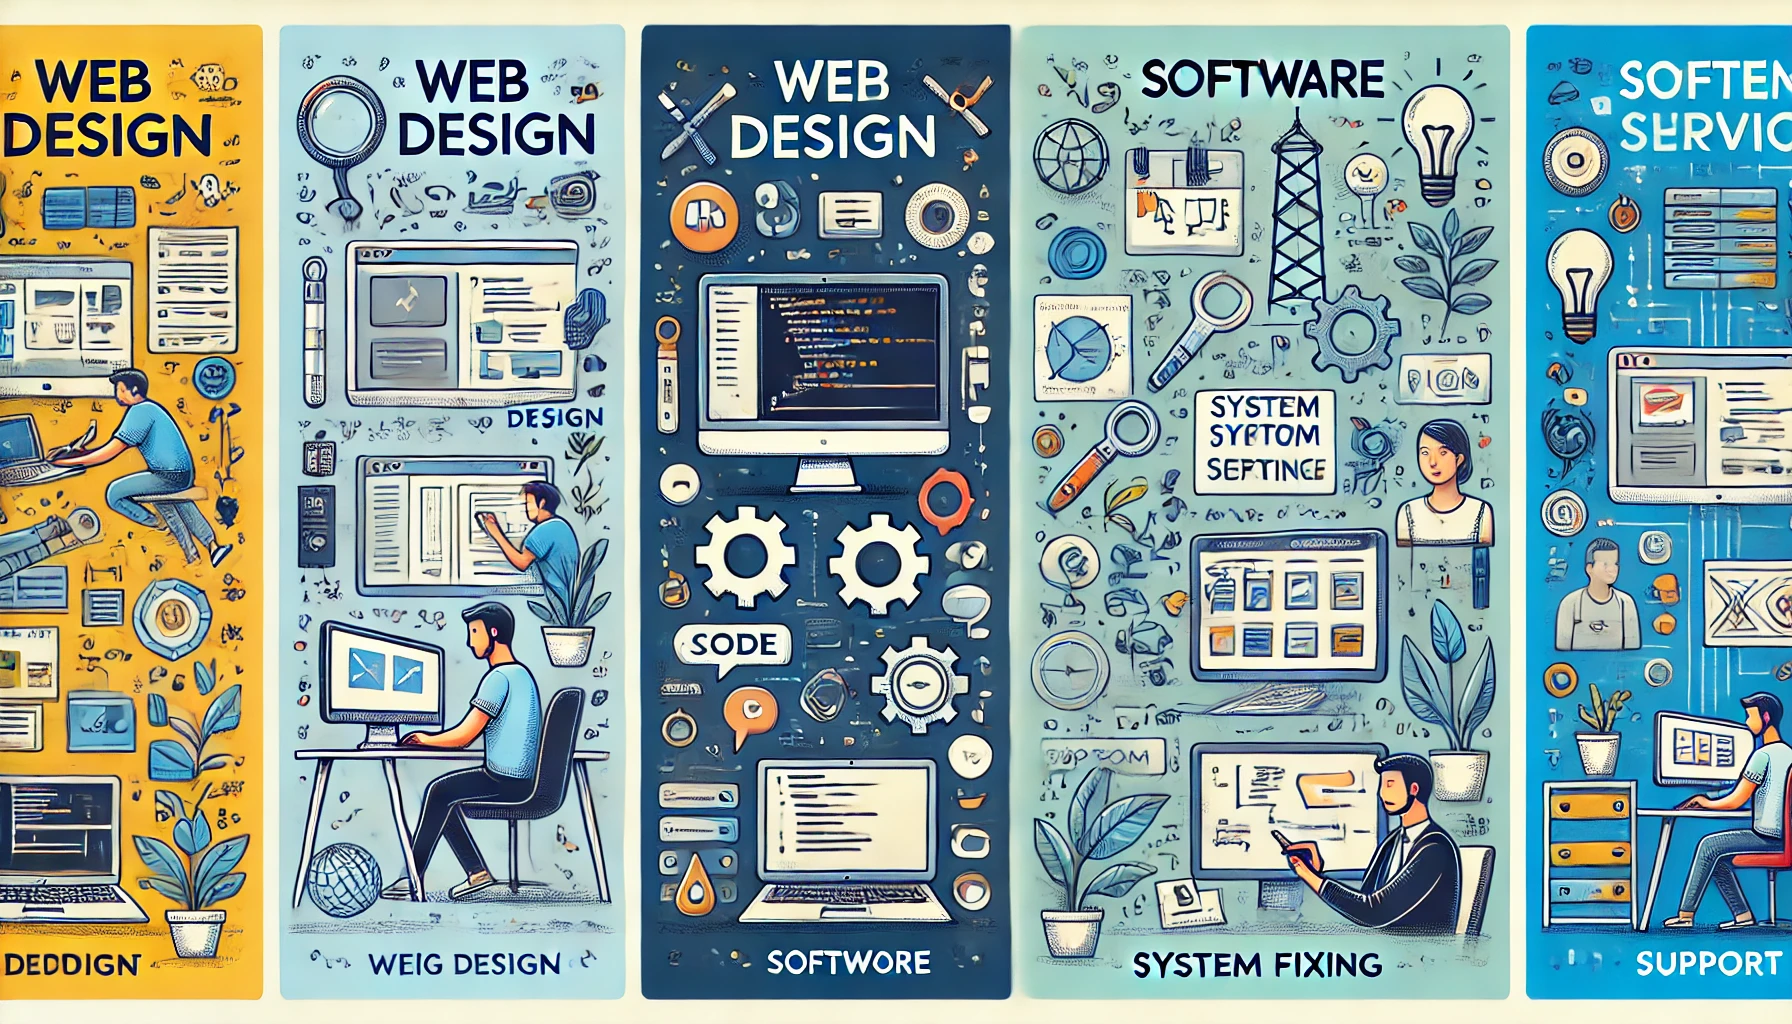 WEB
DESIGN
DEDDIGN
WEB
DESIGN
DESIGN
WEIG DESIGN
WEB
DESIGN
SODE
SOFTWORE
SOFTWARE
SYSTEM
SYPTOM
SEPTINCE
SYSTEM FIXING
SOFTEN
SERVIC
SUPPORT